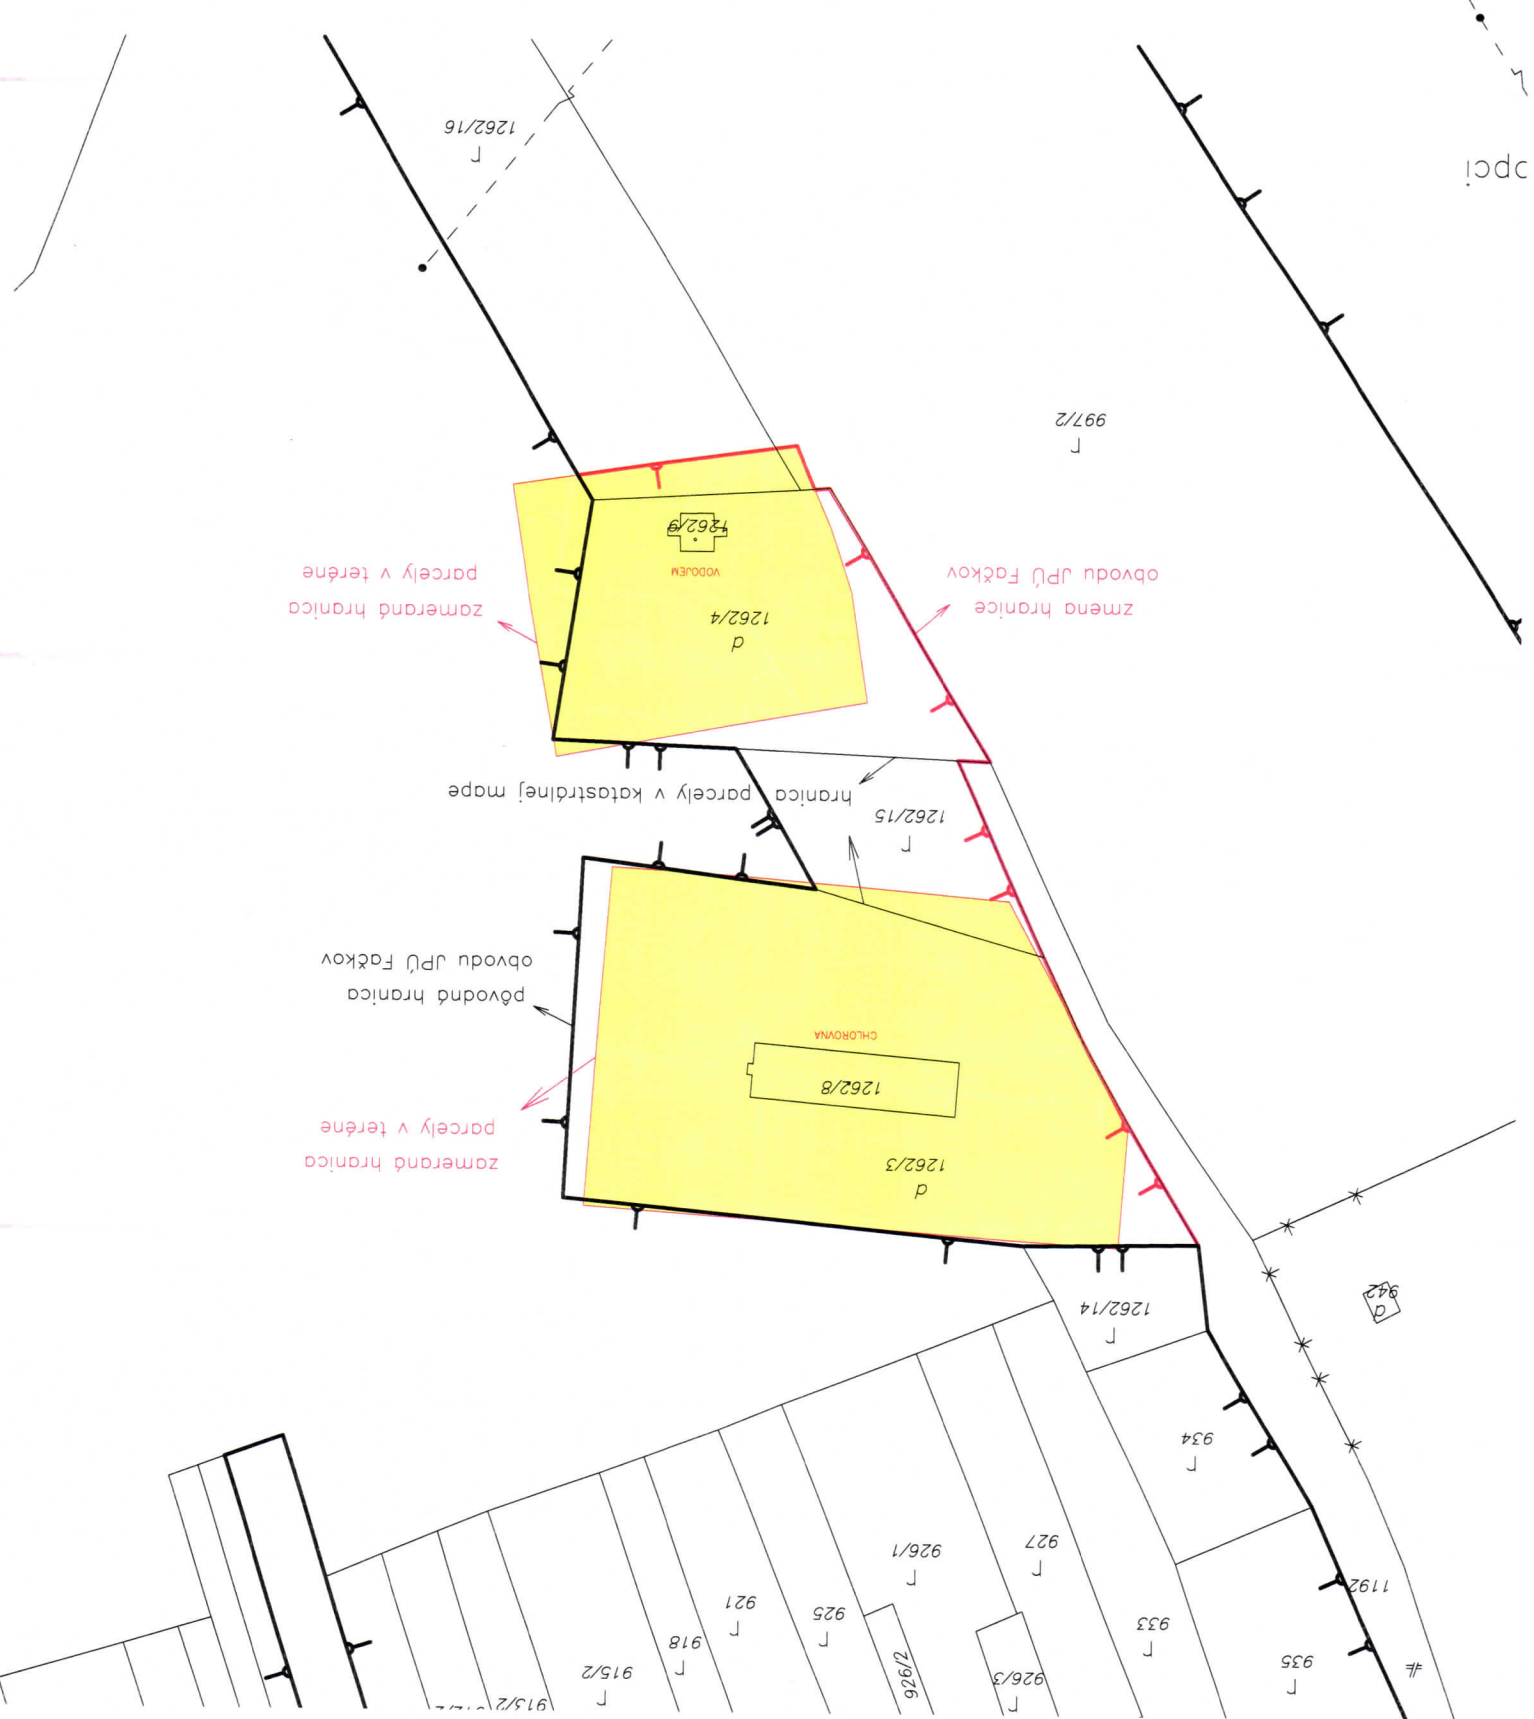 935
933
926/3
926/2
915/2
918
921
925
926/1
927
1192
934
942
d
1262/14
d
1262/3
zameraná hranica
parcely v teréne
1262/8
CHLOROVNA
pôvodná hranica
obvodu JPÚ Fačkov
1262/15
hranica parcely v katastrálnej mape
d
1262/4
zmena hranice
obvodu JPÚ Fačkov
zameraná hranica
parcely v teréne
VODOJEM
1262/9
997/2
opci
1262/16